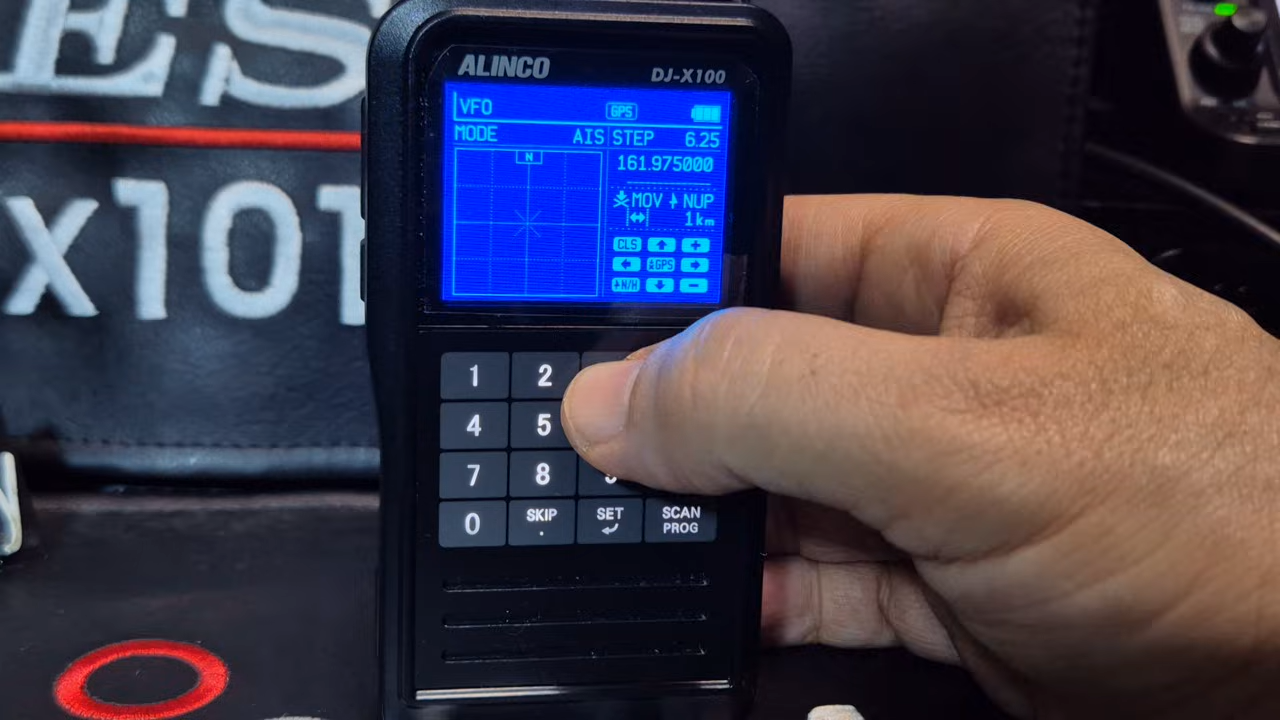 ES
x101
ALINCO DJ-X100
VFO GPS
MODE AIS STEP 6.25
N 161.975000
MOV NUP
1km
CLS + 
GPS
N/H -
1 2
4 5
7 8
0 SKIP . SET SCAN PROG